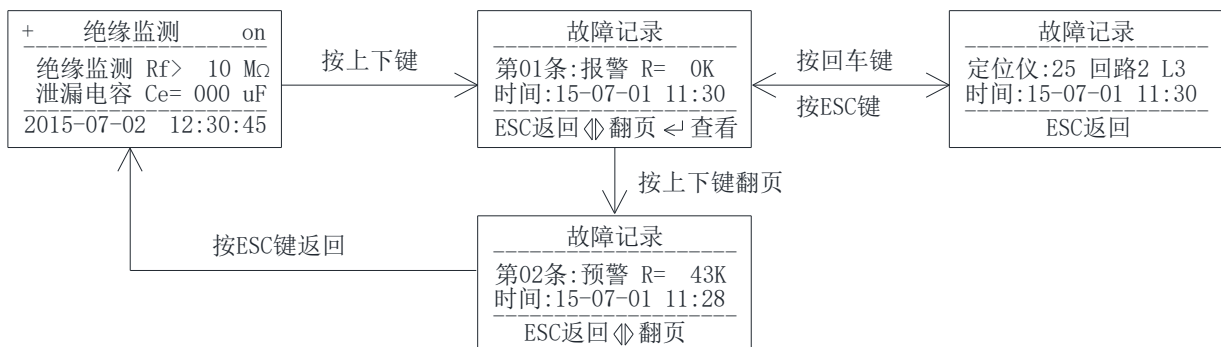 + 绝缘监测 on
绝缘监测 Rf> 10 MΩ
泄漏电容 Ce= 000 uF
2015-07-02 12:30:45
按上下键
故障记录
第01条:报警 R= 0K
时间:15-07-01 11:30
ESC返回 翻页 查看
按回车键
按ESC键
故障记录
定位仪:25 回路2 L3
时间:15-07-01 11:30
ESC返回
按上下键翻页
按ESC键返回
故障记录
第02条:预警 R= 43K
时间:15-07-01 11:28
ESC返回 翻页